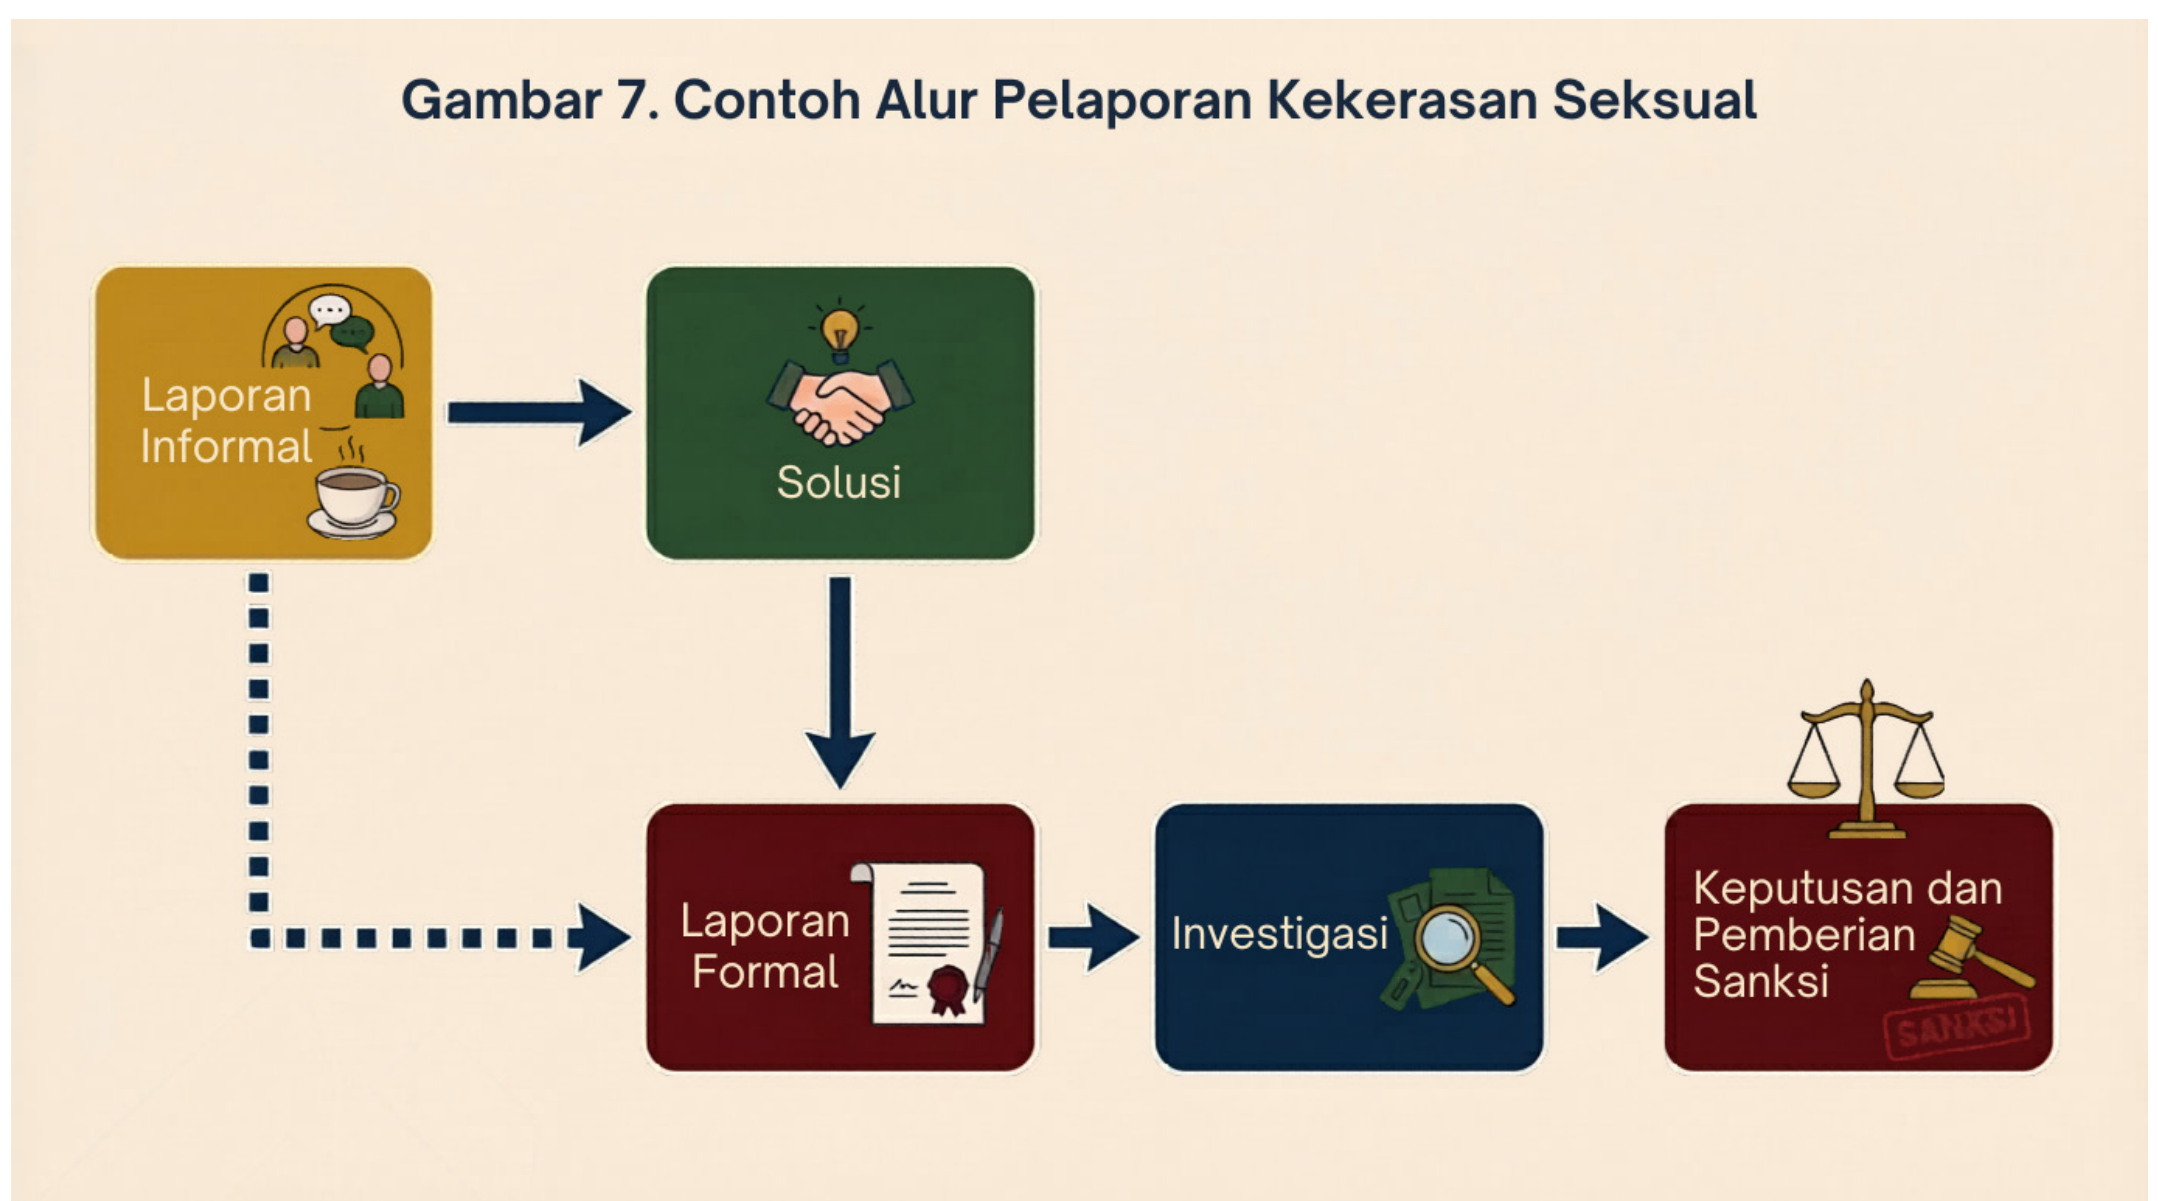 Gambar 7. Contoh Alur Pelaporan Kekerasan Seksual
Laporan
Informal
Solusi
Laporan
Formal
Investigasi
Keputusan dan
Pemberian
Sanksi
SANKSI